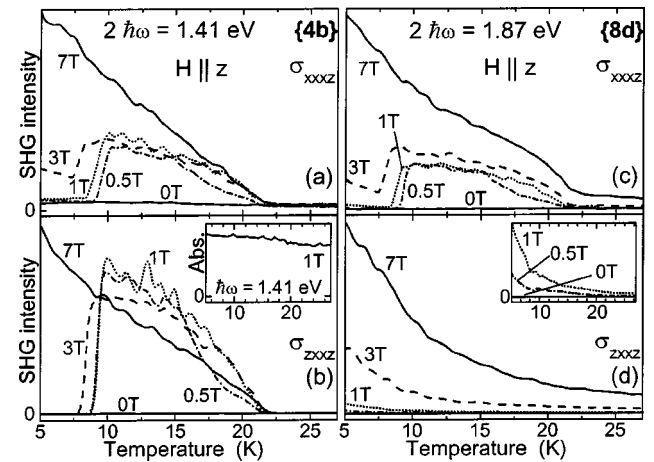 2 ħω = 1.41 eV {4b}
H || z σxxxz
7T
3T
1T 0.5T
0T
(a)
SHG intensity
0
2 ħω = 1.87 eV {8d}
H || z σxxxz
7T
1T
3T
0.5T
0T
(c)
0
7T
1T
3T
0T
0.5T
σzxxz
(b)
SHG intensity
0
Abs.
1T
0 ħω = 1.41 eV
10 20
5 10 15 20 25
Temperature (K)
7T
3T
1T
σzxxz
(d)
1T
0.5T
0T
0
10 20
5 10 15 20 25
Temperature (K)